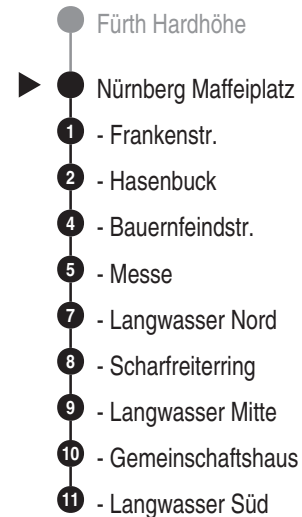 Fürth Hardhöhe
Nürnberg Maffeiplatz
1 - Frankenstr.
2 - Hasenbuck
4 - Bauernfeindstr.
5 - Messe
7 - Langwasser Nord
8 - Scharfreiterring
9 - Langwasser Mitte
10 - Gemeinschaftshaus
11 - Langwasser Süd